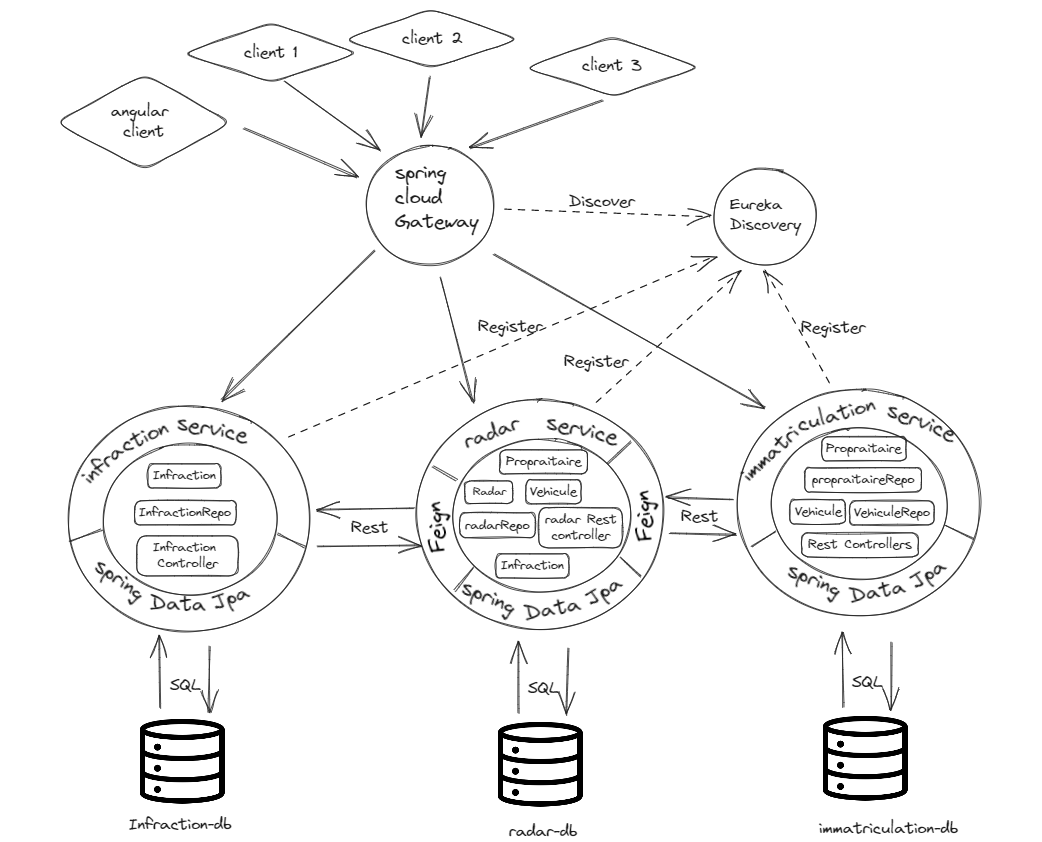 client 1
client 2
client 3
angular
client
spring
cloud
Gateway
Discover
Eureka
Discovery
Register
Register
Register
infraction service
Infraction
InfractionRepo
Infraction
Controller
spring Data Jpa
Rest
radar service
Propraitaire
Radar
Vehicule
radarRepo
radar Rest
controller
Infraction
Feign
Feign
spring Data Jpa
Rest
immatriculation service
Propraitaire
propraitaireRepo
Vehicule
VehiculeRepo
Rest Controllers
spring Data Jpa
SQL
SQL
SQL
Infraction-db
radar-db
immatriculation-db